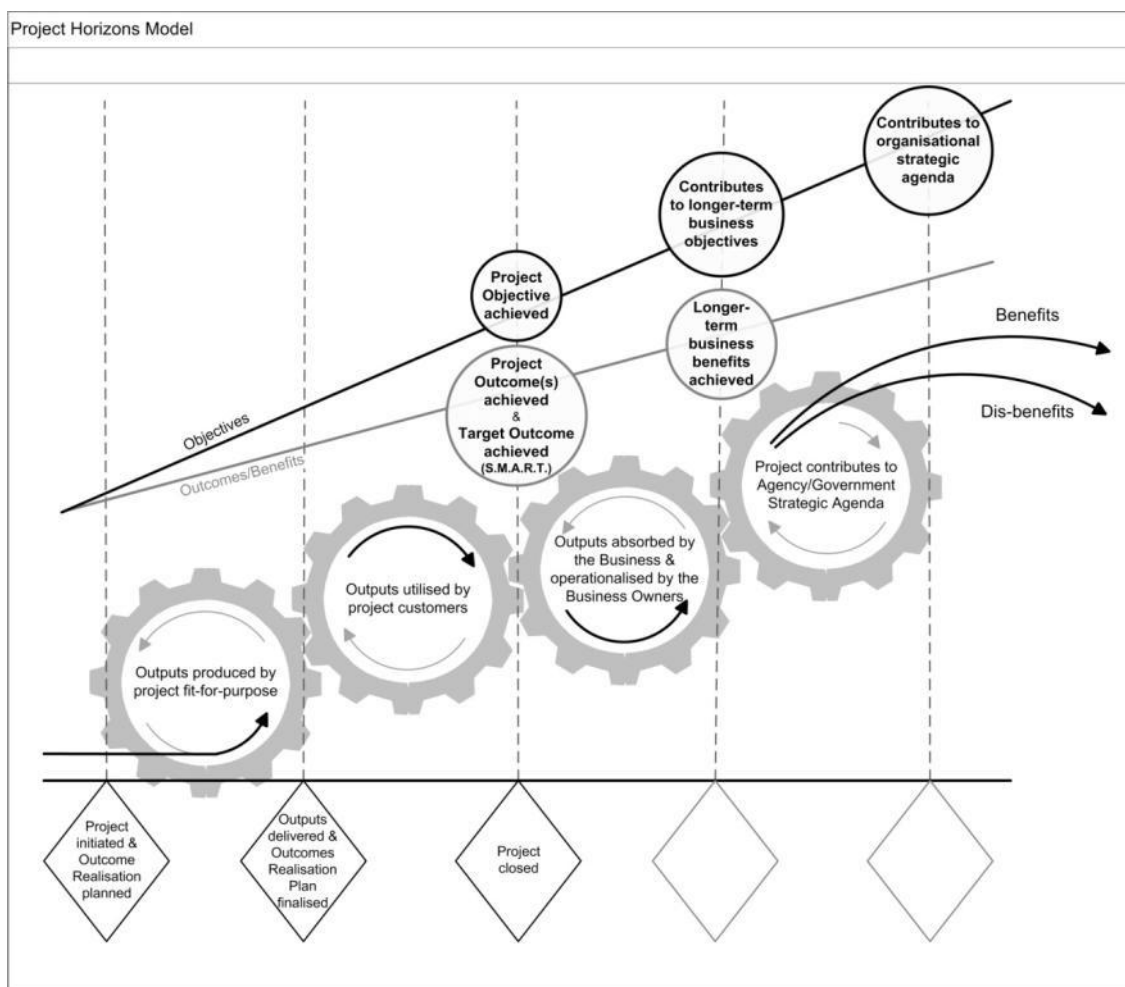 Project Horizons Model
Contributes to
organisational
strategic
agenda
Contributes
to longer-term
business
objectives
Project
Objective
achieved
Longer-
term
business
benefits
achieved
Project
Outcome(s)
achieved
&
Target Outcome
achieved
(S.M.A.R.T.)
Objectives
Outcomes/Benefits
Benefits
Dis-benefits
Project contributes to
Agency/Government
Strategic Agenda
Outputs absorbed by
the Business &
operationalised by the
Business Owners
Outputs utilised by
project customers
Outputs produced by
project fit-for-purpose
Project
initiated &
Outcome
Realisation
planned
Outputs
delivered &
Outcomes
Realisation
Plan
finalised
Project
closed